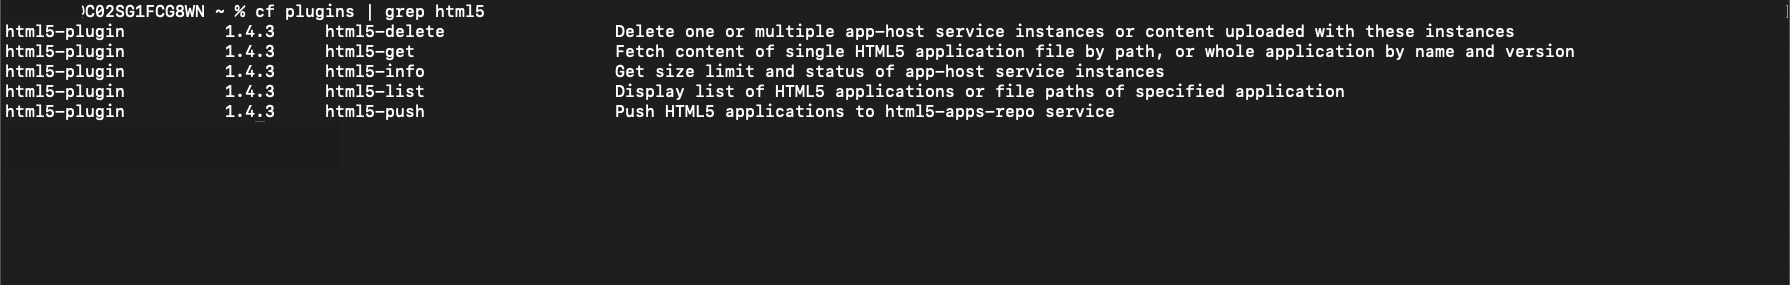 C02SG1FCG8WN ~ % cf plugins | grep html5
html5-plugin 1.4.3 html5-delete Delete one or multiple app-host service instances or content uploaded with these instances
html5-plugin 1.4.3 html5-get Fetch content of single HTML5 application file by path, or whole application by name and version
html5-plugin 1.4.3 html5-info Get size limit and status of app-host service instances
html5-plugin 1.4.3 html5-list Display list of HTML5 applications or file paths of specified application
html5-plugin 1.4.3 html5-push Push HTML5 applications to html5-apps-repo service